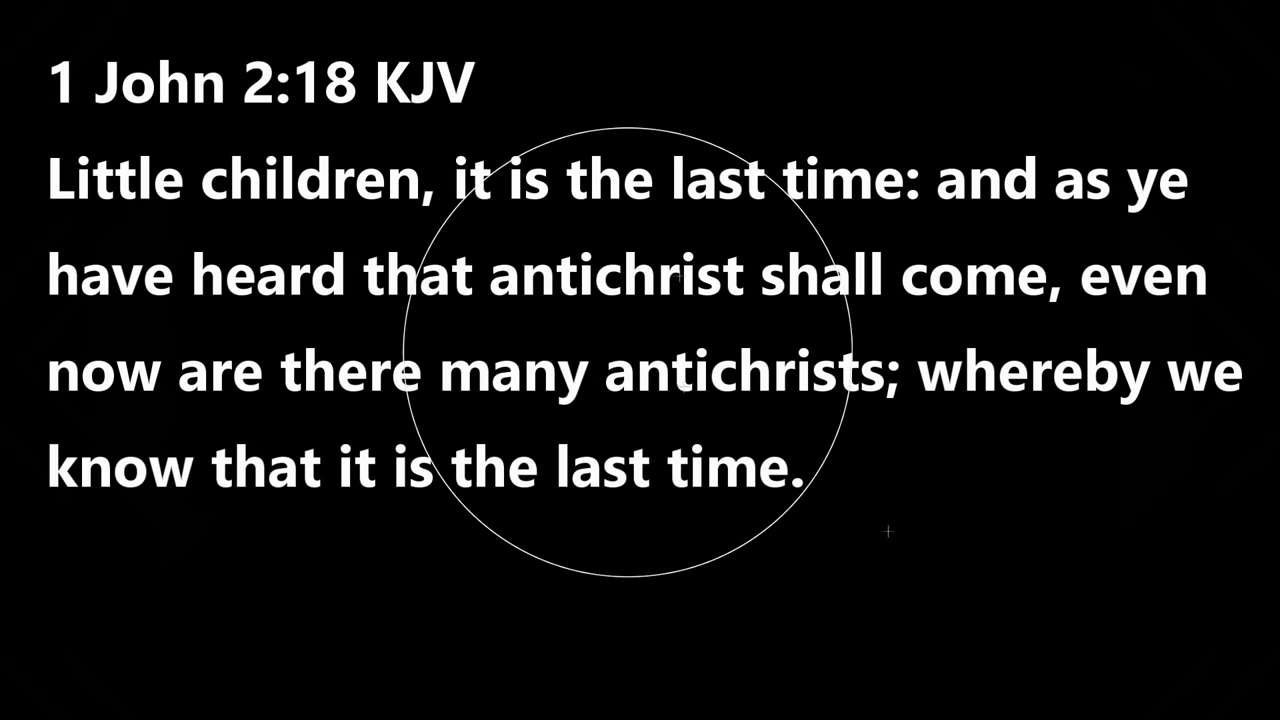 1 John 2:18 KJV
Little children, it is the last time: and as ye
have heard that antichrist shall come, even
now are there many antichrists; whereby we
know that it is the last time.